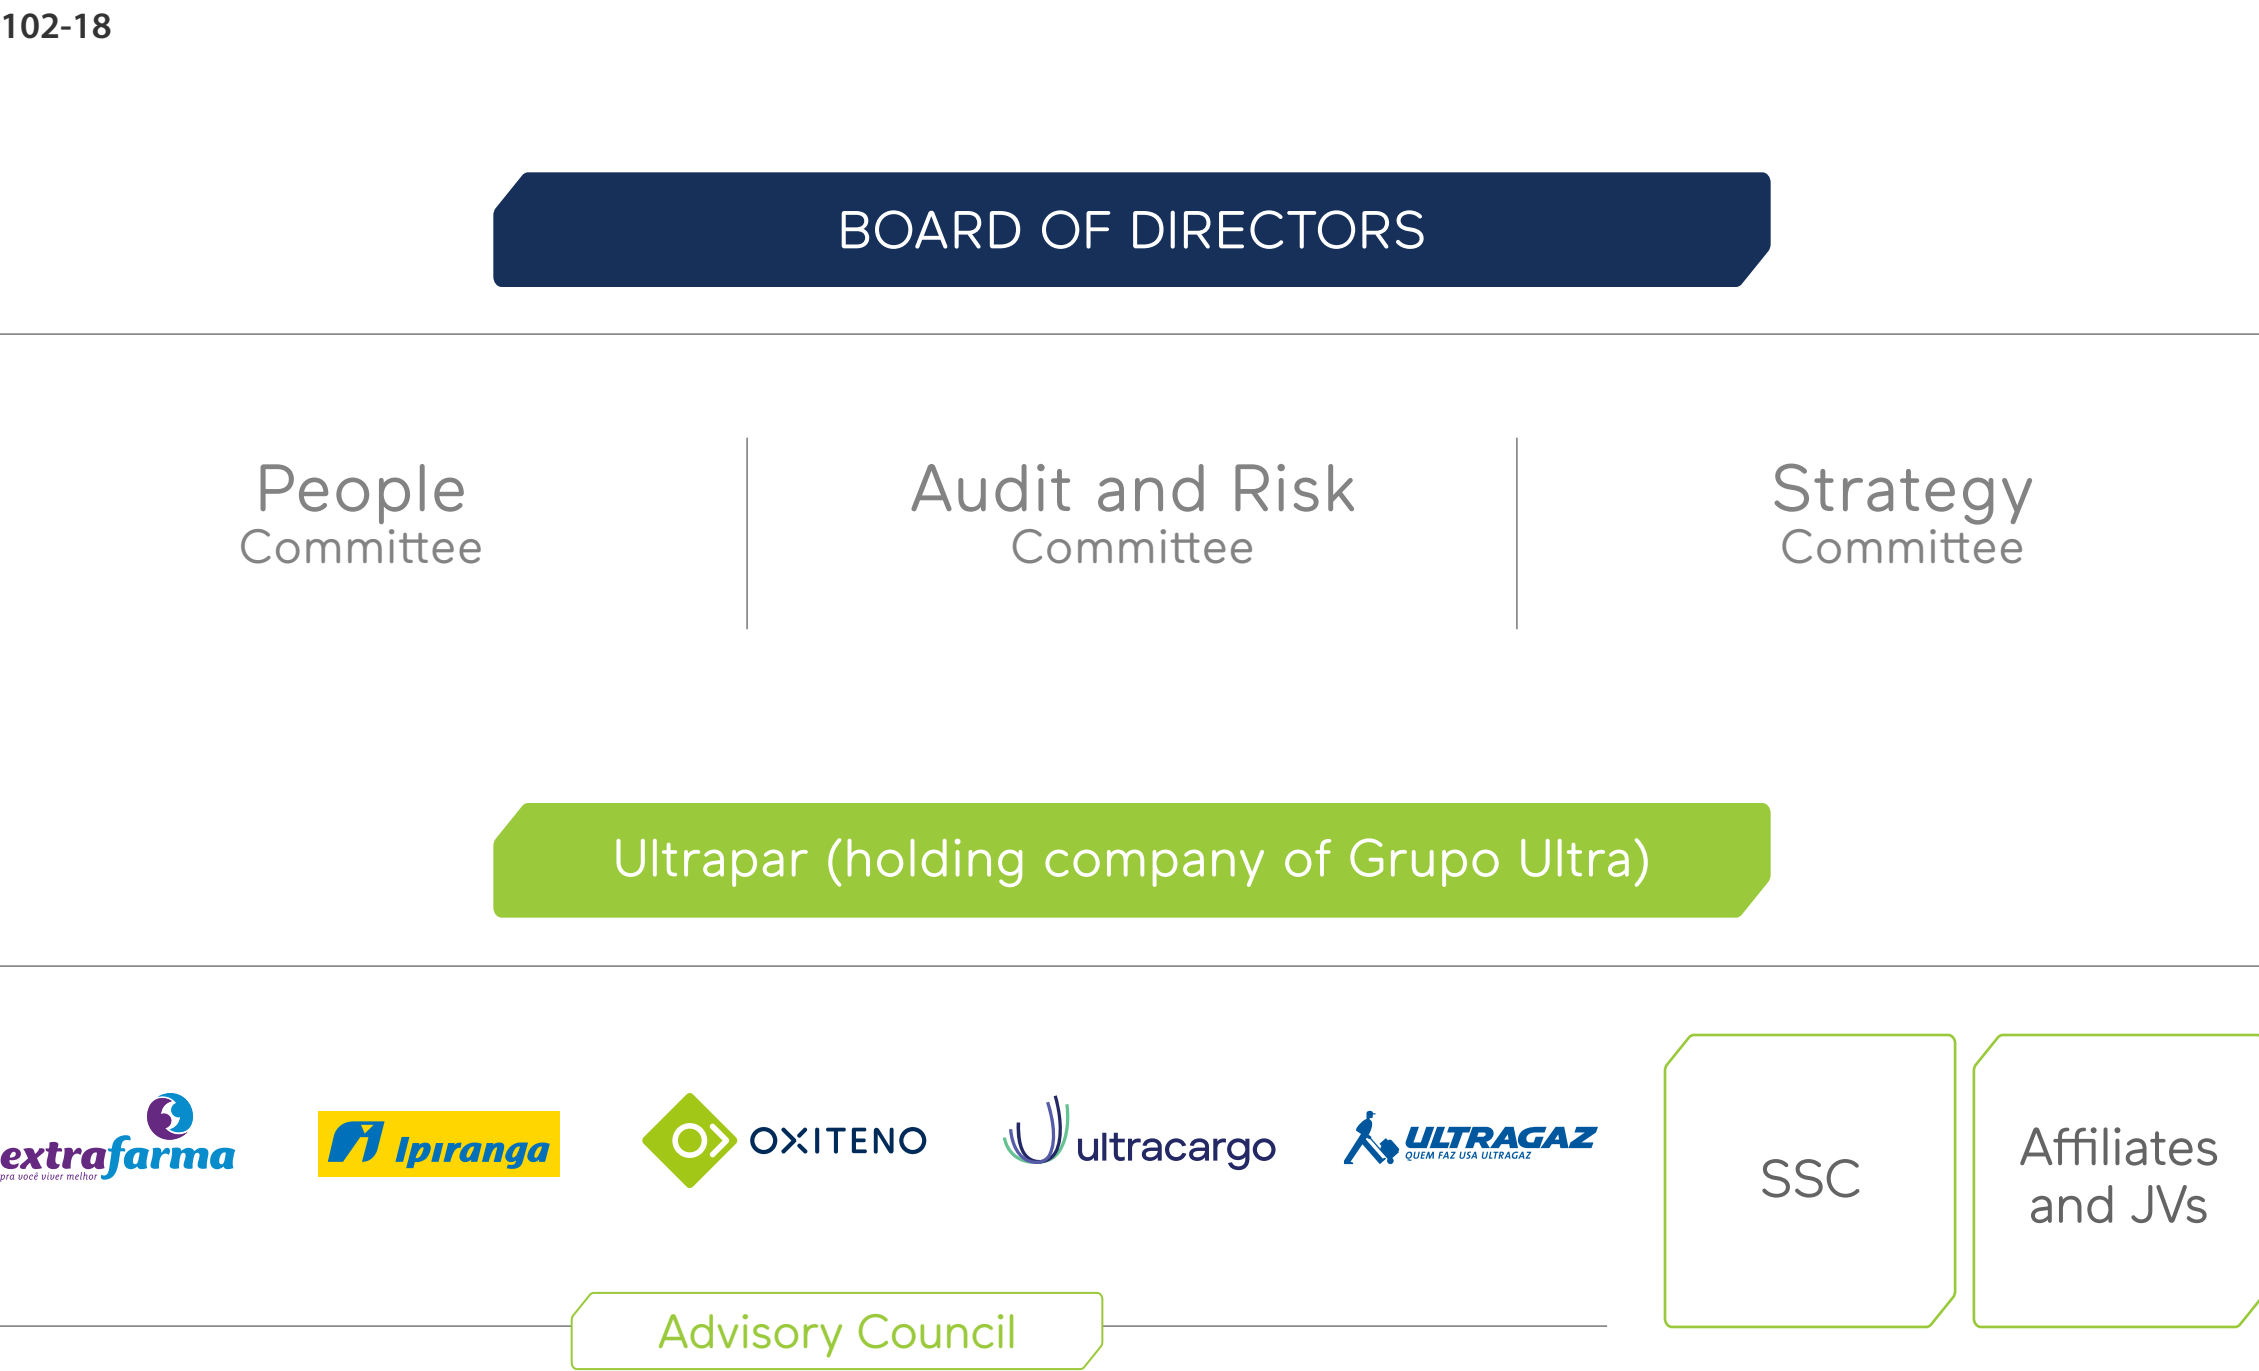 102-18
BOARD OF DIRECTORS
People
Committee
Audit and Risk
Committee
Strategy
Committee
Ultrapar (holding company of Grupo Ultra)
extrafarma
pra você viver melhor
Ipiranga
OXITENO
ultracargo
ULTRAGAZ
QUEM FAZ USA ULTRAGAZ
SSC
Affiliates
and JVs
Advisory Council